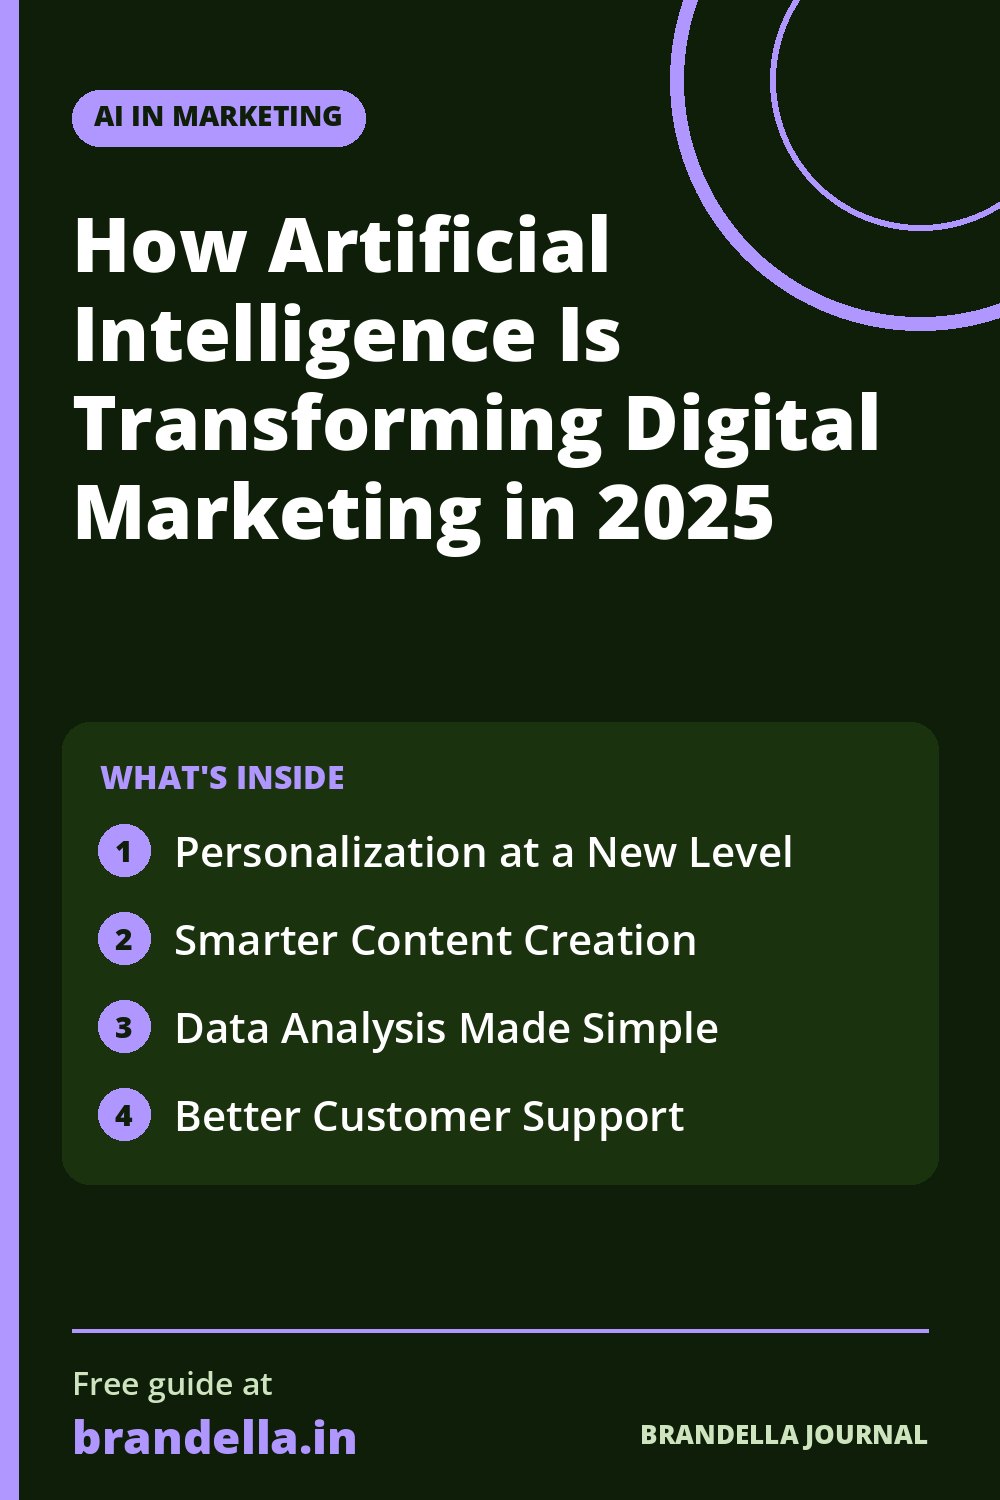 AI IN MARKETING
How Artificial
Intelligence Is
Transforming Digital
Marketing in 2025
WHAT'S INSIDE
1 Personalization at a New Level
2 Smarter Content Creation
3 Data Analysis Made Simple
4 Better Customer Support
Free guide at
brandella.in
BRANDELLA JOURNAL